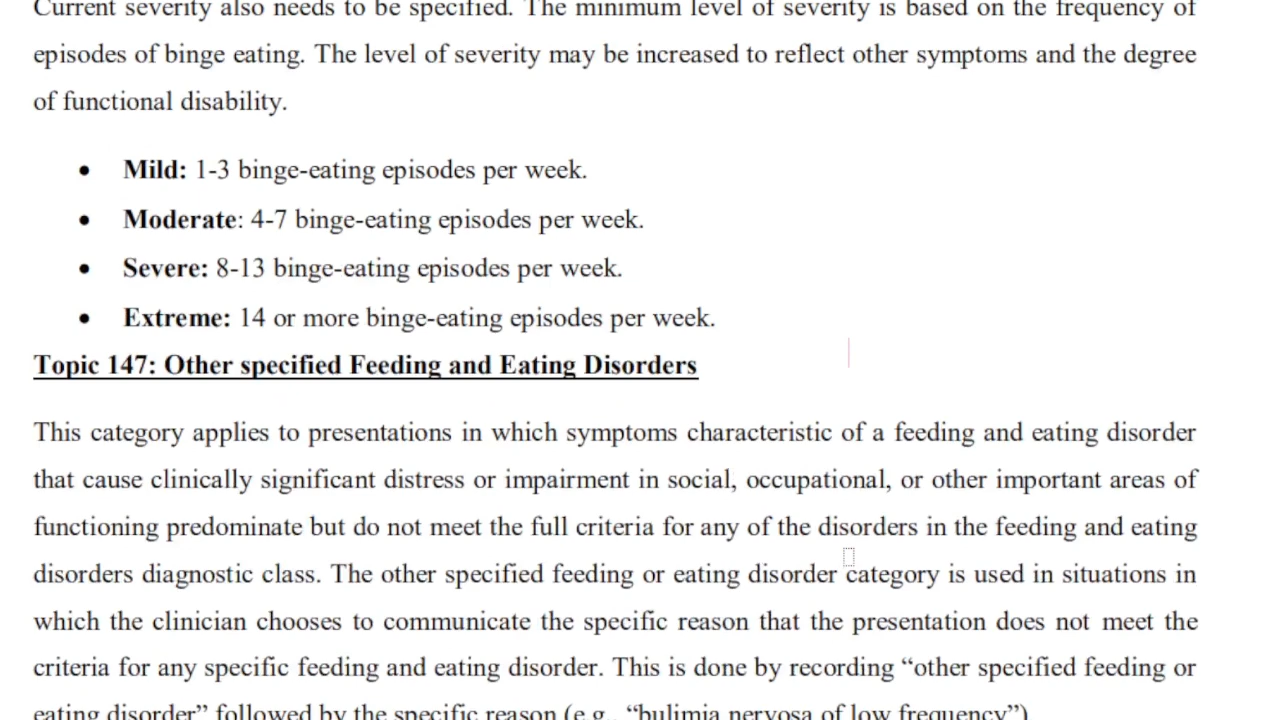 Current severity also needs to be specified. The minimum level of severity is based on the frequency of
episodes of binge eating. The level of severity may be increased to reflect other symptoms and the degree
of functional disability.
• Mild: 1-3 binge-eating episodes per week.
• Moderate: 4-7 binge-eating episodes per week.
• Severe: 8-13 binge-eating episodes per week.
• Extreme: 14 or more binge-eating episodes per week.
Topic 147: Other specified Feeding and Eating Disorders
This category applies to presentations in which symptoms characteristic of a feeding and eating disorder
that cause clinically significant distress or impairment in social, occupational, or other important areas of
functioning predominate but do not meet the full criteria for any of the disorders in the feeding and eating
disorders diagnostic class. The other specified feeding or eating disorder category is used in situations in
which the clinician chooses to communicate the specific reason that the presentation does not meet the
criteria for any specific feeding and eating disorder. This is done by recording “other specified feeding or
eating disorder” followed by the specific reason (e.g., “bulimia nervosa of low frequency”)